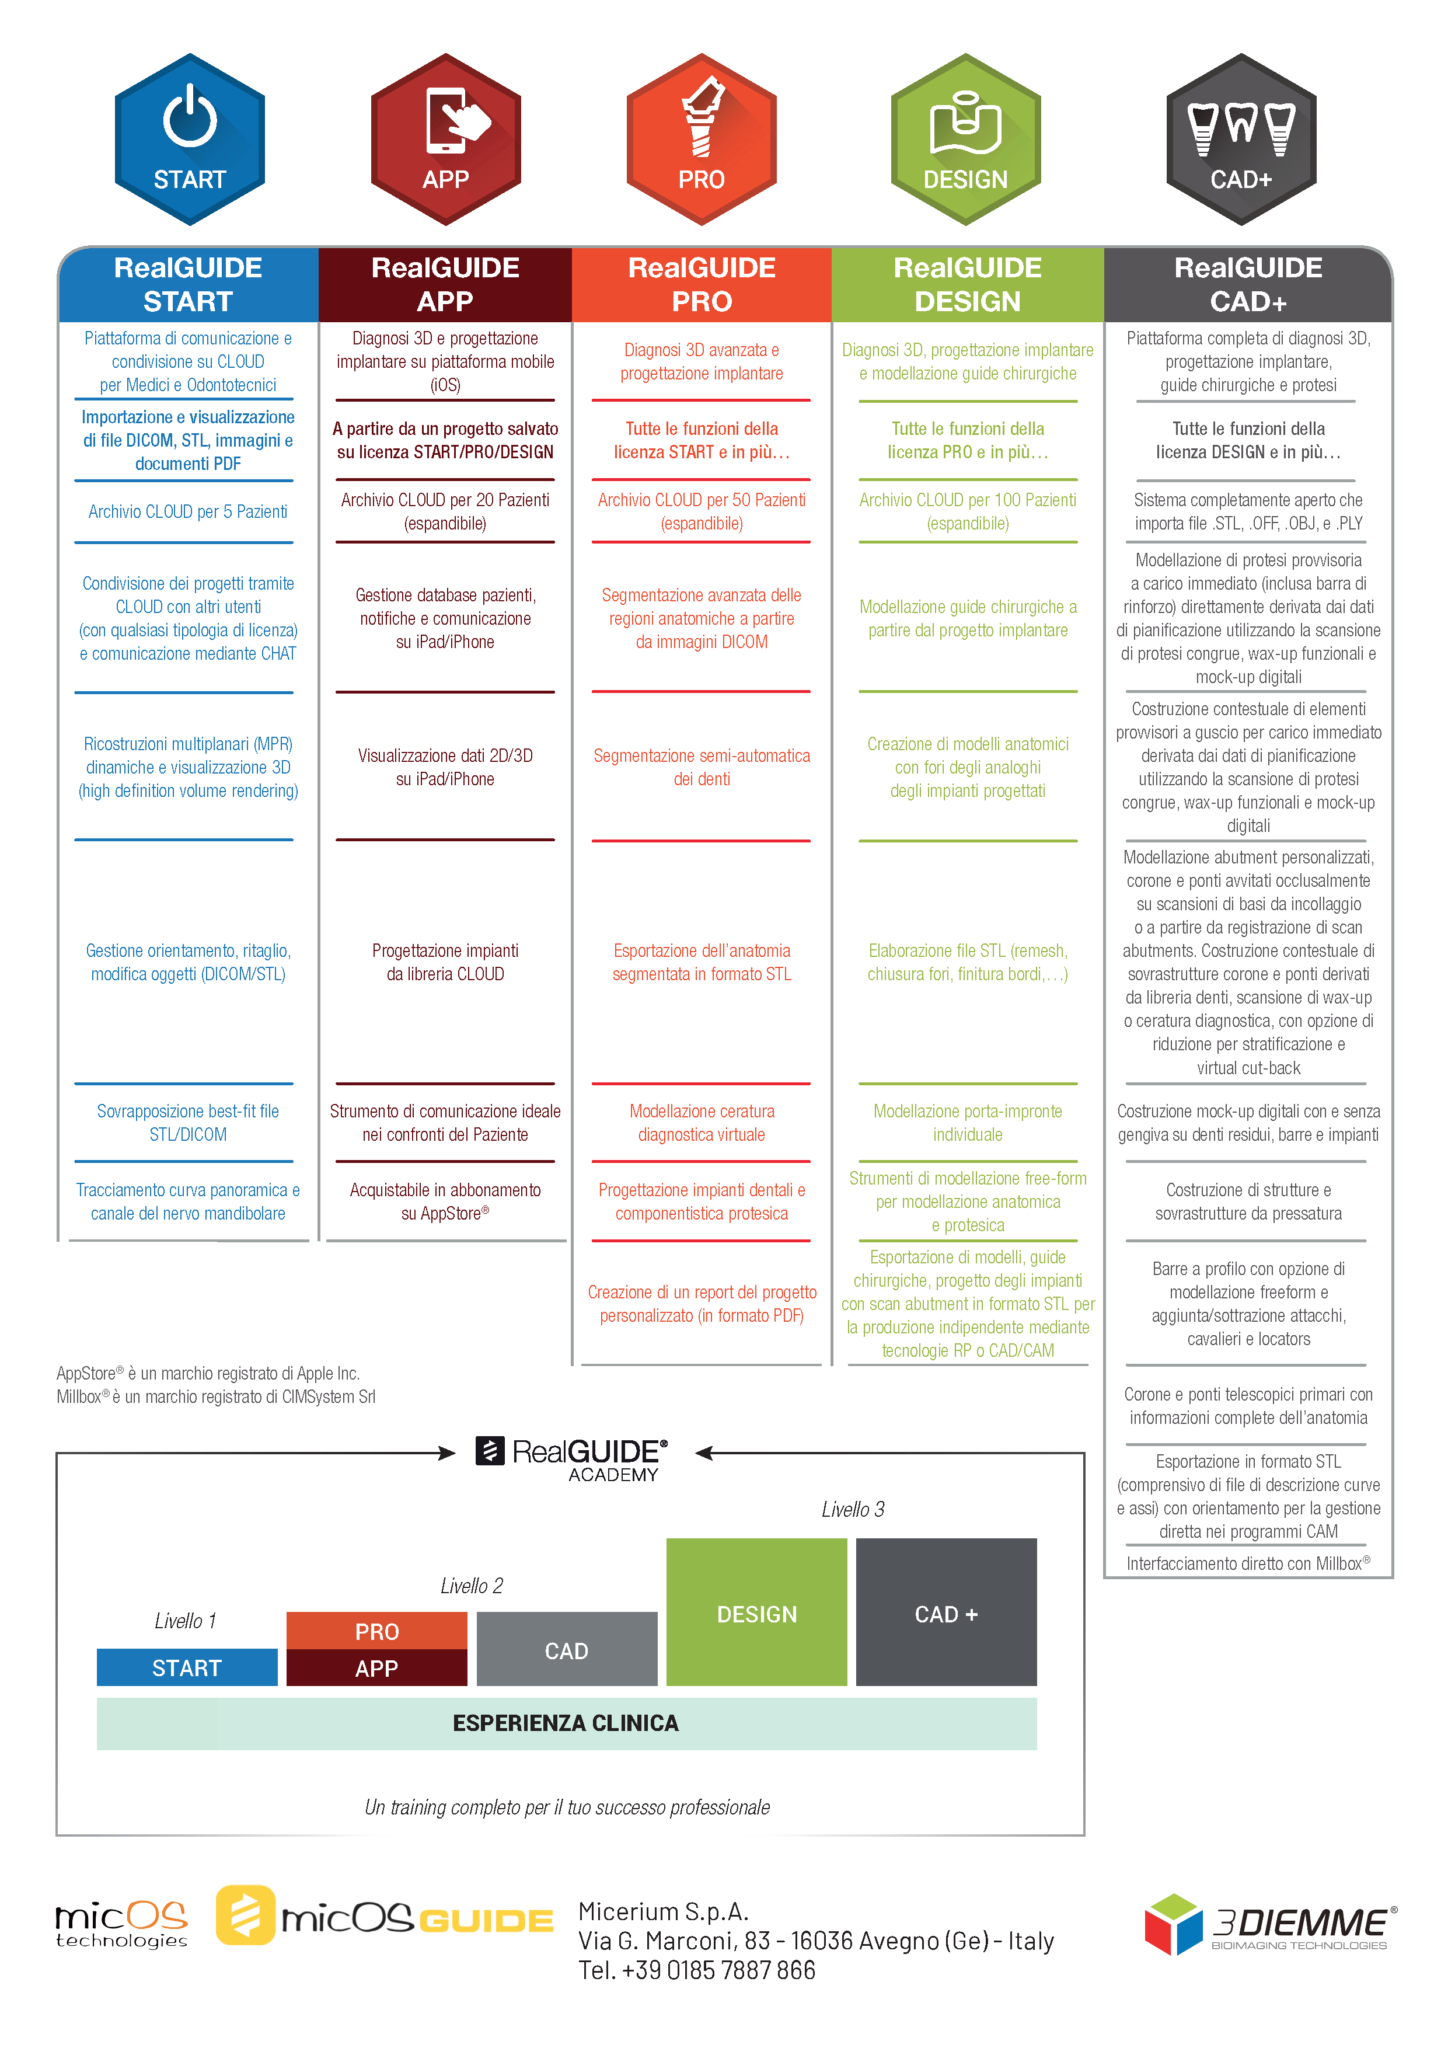 START
APP
PRO
DESIGN
CAD+
RealGUIDE
START
Piattaforma di comunicazione e
condivisione su CLOUD
per Medici e Odontotecnici
Importazione e visualizzazione
di file DICOM, STL, immagini e
documenti PDF
Archivio CLOUD per 5 Pazienti
Condivisione dei progetti tramite
CLOUD con altri utenti
(con qualsiasi tipologia di licenza)
e comunicazione mediante CHAT
Ricostruzioni multiplanari (MPR)
dinamiche e visualizzazione 3D
(high definition volume rendering)
Gestione orientamento, ritaglio,
modifica oggetti (DICOM/STL)
Sovrapposizione best-fit file
STL/DICOM
Tracciamento curva panoramica e
canale del nervo mandibolare
RealGUIDE
APP
Diagnosi 3D e progettazione
implantare su piattaforma mobile
(iOS)
A partire da un progetto salvato
su licenza START/PRO/DESIGN
Archivio CLOUD per 20 Pazienti
(espandibile)
Gestione database pazienti,
notifiche e comunicazione
su iPad/iPhone
Visualizzazione dati 2D/3D
su iPad/iPhone
Progettazione impianti
da libreria CLOUD
Strumento di comunicazione ideale
nei confronti del Paziente
Acquistabile in abbonamento
su AppStore®
RealGUIDE
PRO
Diagnosi 3D avanzata e
progettazione implantare
Tutte le funzioni della
licenza START e in più...
Archivio CLOUD per 50 Pazienti
(espandibile)
Segmentazione avanzata delle
regioni anatomiche a partire
da immagini DICOM
Segmentazione semi-automatica
dei denti
Esportazione dell'anatomia
segmentata in formato STL
Modellazione ceratura
diagnostica virtuale
Progettazione impianti dentali e
componentistica protesica
Creazione di un report del progetto
personalizzato (in formato PDF)
RealGUIDE
DESIGN
Diagnosi 3D, progettazione implantare
e modellazione guide chirurgiche
Tutte le funzioni della
licenza PRO e in più...
Archivio CLOUD per 100 Pazienti
(espandibile)
Modellazione guide chirurgiche a
partire dal progetto implantare
Creazione di modelli anatomici
con fori degli analoghi
degli impianti progettati
Elaborazione file STL (remesh,
chiusura fori, finitura bordi,...)
Modellazione porta-impronte
individuale
Strumenti di modellazione free-form
per modellazione anatomica
e protesica
Esportazione di modelli, guide
chirurgiche, progetto degli impianti
con scan abutment in formato STL per
la produzione indipendente mediante
tecnologie RP o CAD/CAM
RealGUIDE
CAD+
Piattaforma completa di diagnosi 3D,
progettazione implantare,
guide chirurgiche e protesi
Tutte le funzioni della
licenza DESIGN e in più...
Sistema completamente aperto che
importa file .STL, .OFF, .OBJ, e .PLY
Modellazione di protesi provvisoria
a carico immediato (inclusa barra di
rinforzo) direttamente derivata dai dati
di pianificazione utilizzando la scansione
di protesi congrue, wax-up funzionali e
mock-up digitali
Costruzione contestuale di elementi
provvisori a guscio per carico immediato
derivata dai dati di pianificazione
utilizzando la scansione di protesi
congrue, wax-up funzionali e mock-up
digitali
Modellazione abutment personalizzati,
corone e ponti avvitati occlusalmente
su scansioni di basi da incollaggio
o a partire da registrazione di scan
abutments. Costruzione contestuale di
sovrastrutture corone e ponti derivati
da libreria denti, scansione di wax-up
o ceratura diagnostica, con opzione di
riduzione per stratificazione e
virtual cut-back
Costruzione mock-up digitali con e senza
gengiva su denti residui, barre e impianti
Costruzione di strutture e
sovrastrutture da pressatura
Barre a profilo con opzione di
modellazione freeform e
aggiunta/sottrazione attacchi,
cavalieri e locators
Corone e ponti telescopici primari con
informazioni complete dell'anatomia
Esportazione in formato STL
(comprensivo di file di descrizione curve
e assi) con orientamento per la gestione
diretta nei programmi CAM
Interfacciamento diretto con Millbox®
AppStore® è un marchio registrato di Apple Inc.
Millbox® è un marchio registrato di CIMSystem Srl
RealGUIDE®
ACADEMY
Livello 3
Livello 2
Livello 1
START
PRO
APP
CAD
DESIGN
CAD +
ESPERIENZA CLINICA
Un training completo per il tuo successo professionale
micOS
technologies
micOS GUIDE
Micerium S.p.A.
Via G. Marconi, 83 - 16036 Avegno (Ge) - Italy
Tel. +39 0185 7887 866
3DIEMME®
BIOIMAGING TECHNOLOGIES